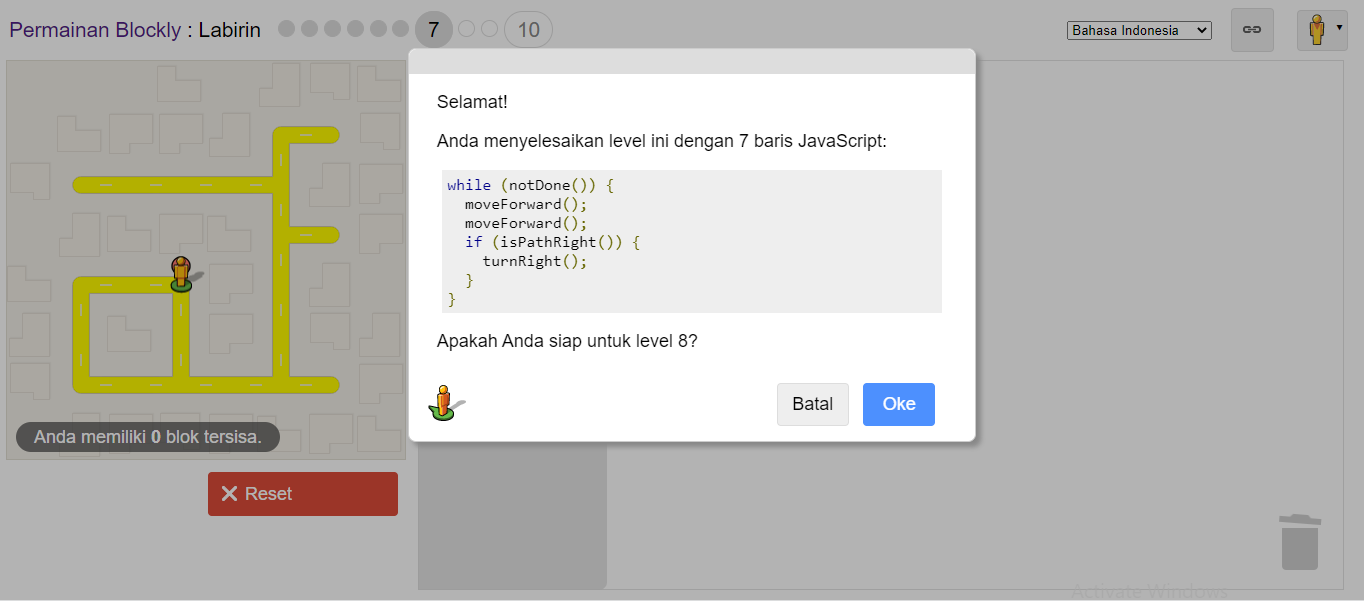 Permainan Blockly : Labirin 7 10 Bahasa Indonesia
Selamat!
Anda menyelesaikan level ini dengan 7 baris JavaScript:
while (notDone()) {
  moveForward();
  moveForward();
  if (isPathRight()) {
    turnRight();
  }
}
Apakah Anda siap untuk level 8?
Batal Oke
Anda memiliki 0 blok tersisa.
Reset
Activate Windows